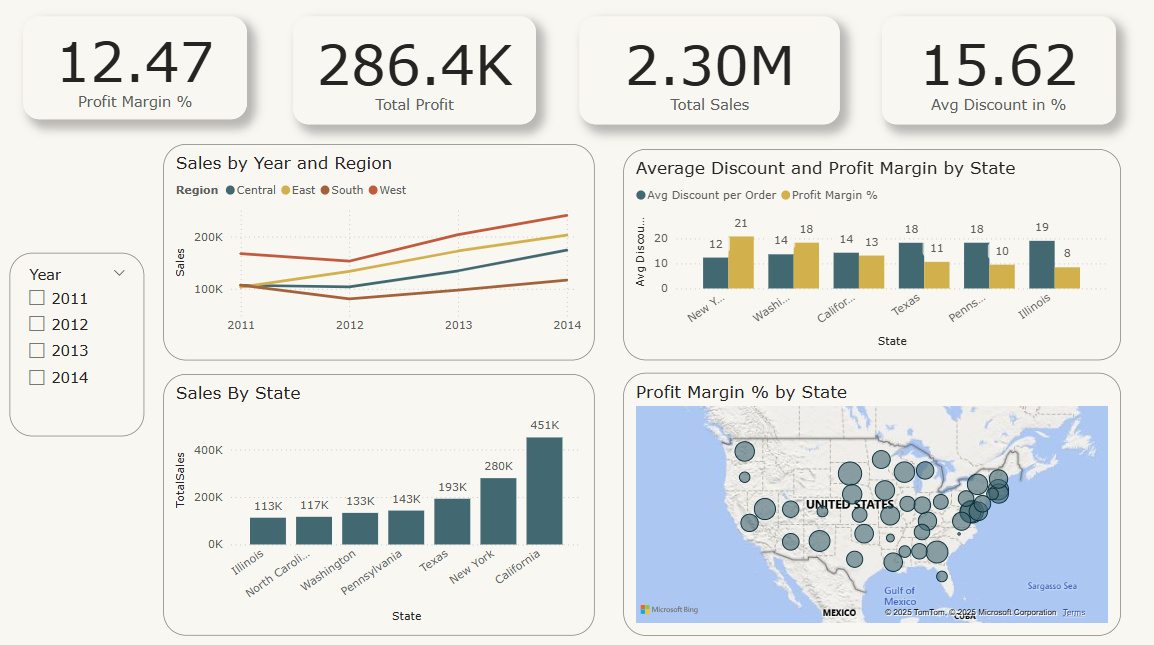 12.47
Profit Margin %
286.4K
Total Profit
2.30M
Total Sales
15.62
Avg Discount in %
Year
2011
2012
2013
2014
Sales by Year and Region
Region Central East South West
Sales
200K
100K
2011 2012 2013 2014
Average Discount and Profit Margin by State
Avg Discount per Order Profit Margin %
Avg Discou...
20
10
0
12 21 14 18 14 13 18 11 18 10 19 8
New Y... Washi... Califor... Texas Penns... Illinois
State
Sales By State
TotalSales
400K
200K
0K
113K 117K 133K 143K 193K 280K 451K
Illinois North Caroli... Washington Pennsylvania Texas New York California
State
Profit Margin % by State
UNITED STATES
Gulf of
Mexico
Sargasso Sea
MEXICO
CUBA
Microsoft Bing
© 2025 TomTom, © 2025 Microsoft Corporation Terms